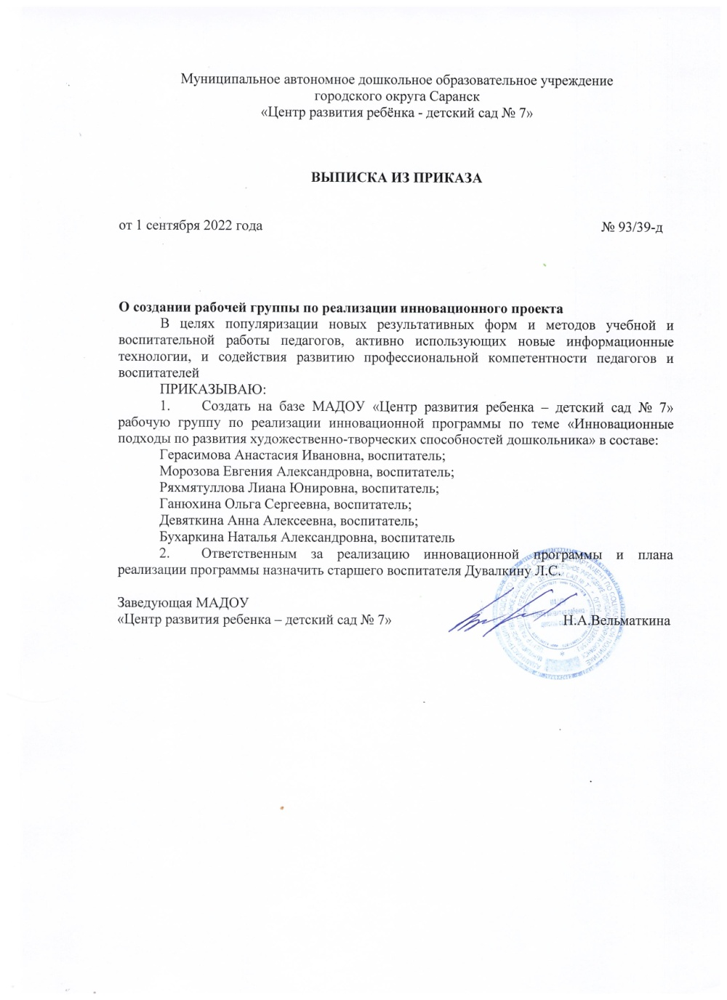 Муниципальное автономное дошкольное образовательное учреждение
городского округа Саранск
«Центр развития ребёнка - детский сад № 7»
ВЫПИСКА ИЗ ПРИКАЗА
от 1 сентября 2022 года
№ 93/39-д
О создании рабочей группы по реализации инновационного проекта
В целях популяризации новых результативных форм и методов учебной и
воспитательной работы педагогов, активно использующих новые информационные
технологии, и содействия развитию профессиональной компетентности педагогов и
воспитателей
ПРИКАЗЫВАЮ:
1. Создать на базе МАДОУ «Центр развития ребенка – детский сад № 7»
рабочую группу по реализации инновационной программы по теме «Инновационные
подходы по развития художественно-творческих способностей дошкольника» в составе:
Герасимова Анастасия Ивановна, воспитатель;
Морозова Евгения Александровна, воспитатель;
Ряхмятуллова Лиана Юнировна, воспитатель;
Ганюхина Ольга Сергеевна, воспитатель;
Девяткина Анна Алексеевна, воспитатель;
Бухаркина Наталья Александровна, воспитатель
2. Ответственным за реализацию инновационной программы и плана
реализации программы назначить старшего воспитателя Дувалкину Л.С.
Заведующая МАДОУ
«Центр развития ребенка – детский сад № 7»
Н.А.Вельматкина